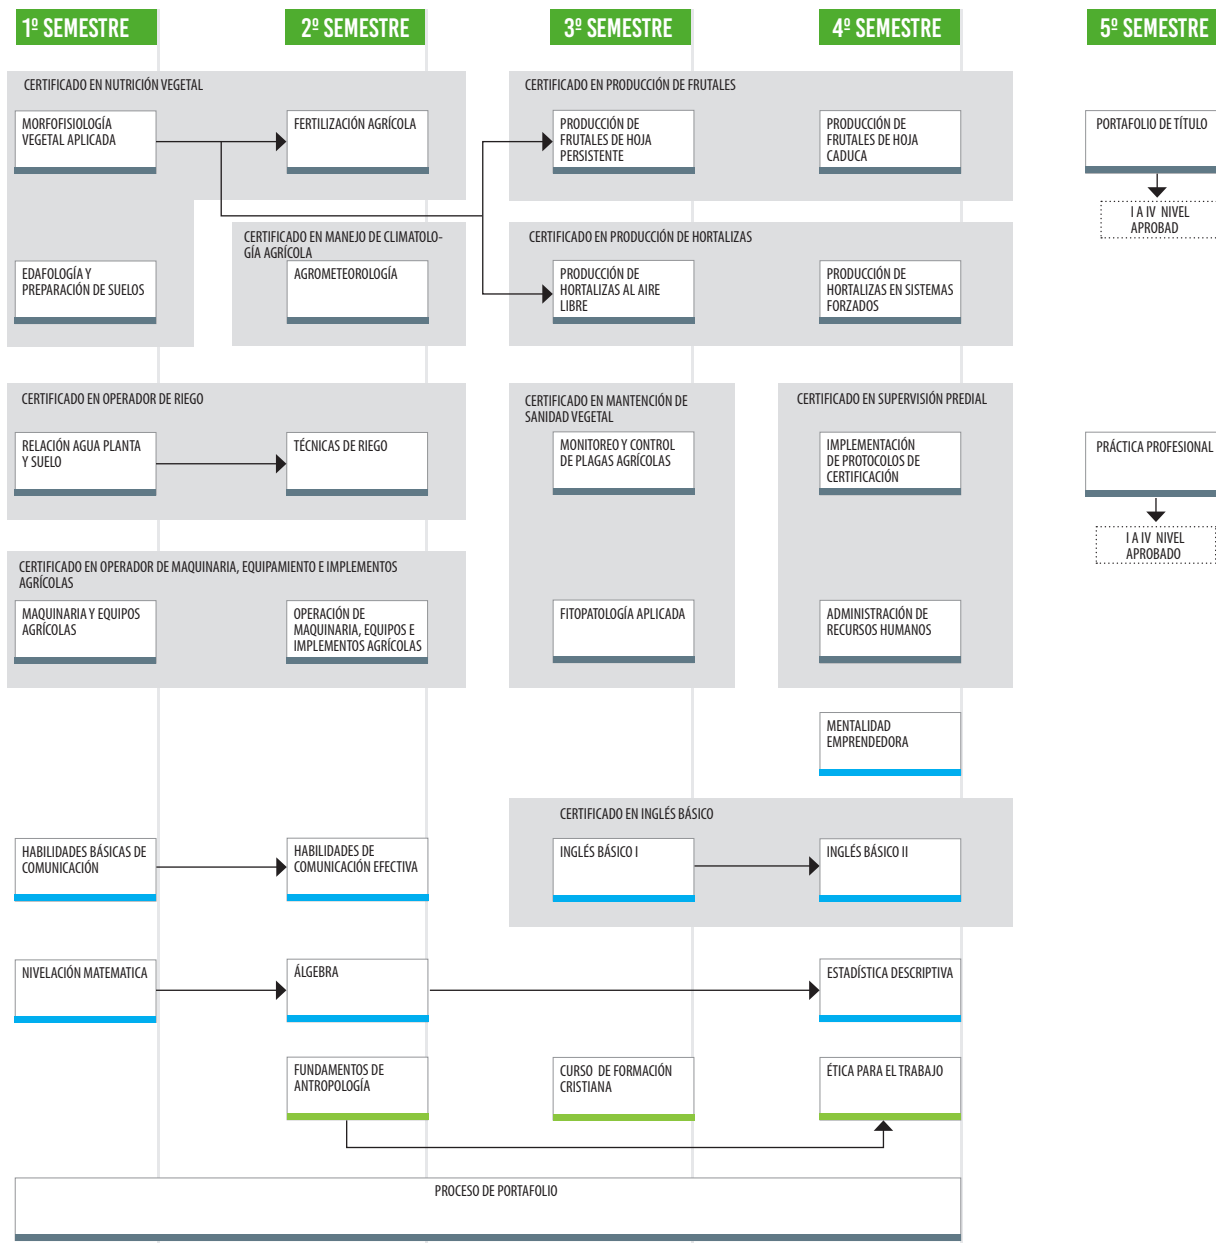 1º SEMESTRE
2º SEMESTRE
3º SEMESTRE
4º SEMESTRE
5º SEMESTRE
CERTIFICADO EN NUTRICIÓN VEGETAL
CERTIFICADO EN PRODUCCIÓN DE FRUTALES
MORFOFISIOLOGÍA
VEGETAL APLICADA
FERTILIZACIÓN AGRÍCOLA
PRODUCCIÓN DE
FRUTALES DE HOJA
PERSISTENTE
PRODUCCIÓN DE
FRUTALES DE HOJA
CADUCA
PORTAFOLIO DE TÍTULO
I A IV NIVEL
APROBAD
CERTIFICADO EN MANEJO DE CLIMATOLO-
GÍA AGRÍCOLA
CERTIFICADO EN PRODUCCIÓN DE HORTALIZAS
EDAFOLOGÍA Y
PREPARACIÓN DE SUELOS
AGROMETEOROLOGÍA
PRODUCCIÓN DE
HORTALIZAS AL AIRE
LIBRE
PRODUCCIÓN DE
HORTALIZAS EN SISTEMAS
FORZADOS
CERTIFICADO EN OPERADOR DE RIEGO
CERTIFICADO EN MANTENCIÓN DE
SANIDAD VEGETAL
CERTIFICADO EN SUPERVISIÓN PREDIAL
RELACIÓN AGUA PLANTA
Y SUELO
TÉCNICAS DE RIEGO
MONITOREO Y CONTROL
DE PLAGAS AGRÍCOLAS
IMPLEMENTACIÓN
DE PROTOCOLOS DE
CERTIFICACIÓN
PRÁCTICA PROFESIONAL
I A IV NIVEL
APROBADO
CERTIFICADO EN OPERADOR DE MAQUINARIA, EQUIPAMIENTO E IMPLEMENTOS
AGRÍCOLAS
MAQUINARIA Y EQUIPOS
AGRÍCOLAS
OPERACIÓN DE
MAQUINARIA, EQUIPOS E
IMPLEMENTOS AGRÍCOLAS
FITOPATOLOGÍA APLICADA
ADMINISTRACIÓN DE
RECURSOS HUMANOS
MENTALIDAD
EMPRENDEDORA
CERTIFICADO EN INGLÉS BÁSICO
HABILIDADES BÁSICAS DE
COMUNICACIÓN
HABILIDADES DE
COMUNICACIÓN EFECTIVA
INGLÉS BÁSICO I
INGLÉS BÁSICO II
NIVELACIÓN MATEMATICA
ÁLGEBRA
ESTADÍSTICA DESCRIPTIVA
FUNDAMENTOS DE
ANTROPOLOGÍA
CURSO DE FORMACIÓN
CRISTIANA
ÉTICA PARA EL TRABAJO
PROCESO DE PORTAFOLIO